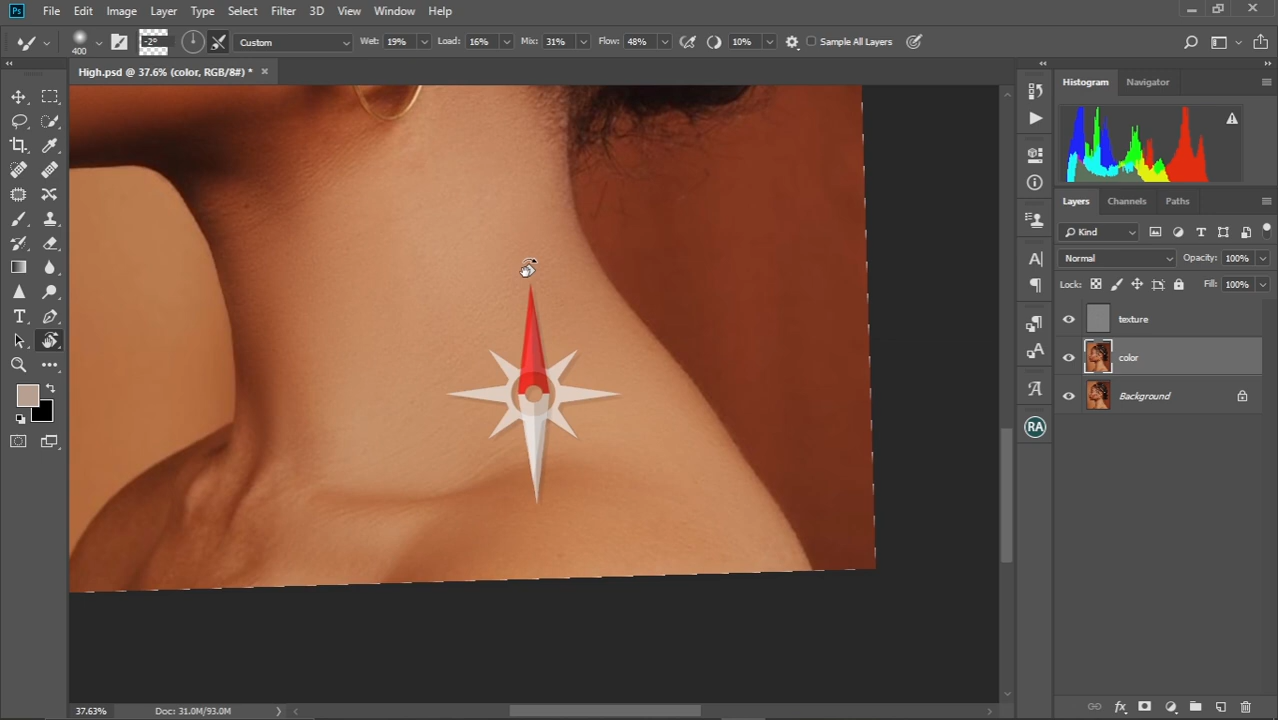 Ps File Edit Image Layer Type Select Filter 3D View Window Help
400 -2° Custom Wet: 19% Load: 16% Mix: 31% Flow: 48% 10% Sample All Layers
High.psd @ 37.6% (color, RGB/8#) *
Histogram Navigator
Layers Channels Paths
Kind
Normal Opacity: 100%
Lock: Fill: 100%
texture
color
Background
RA
37.63% Doc: 31.0M/93.0M